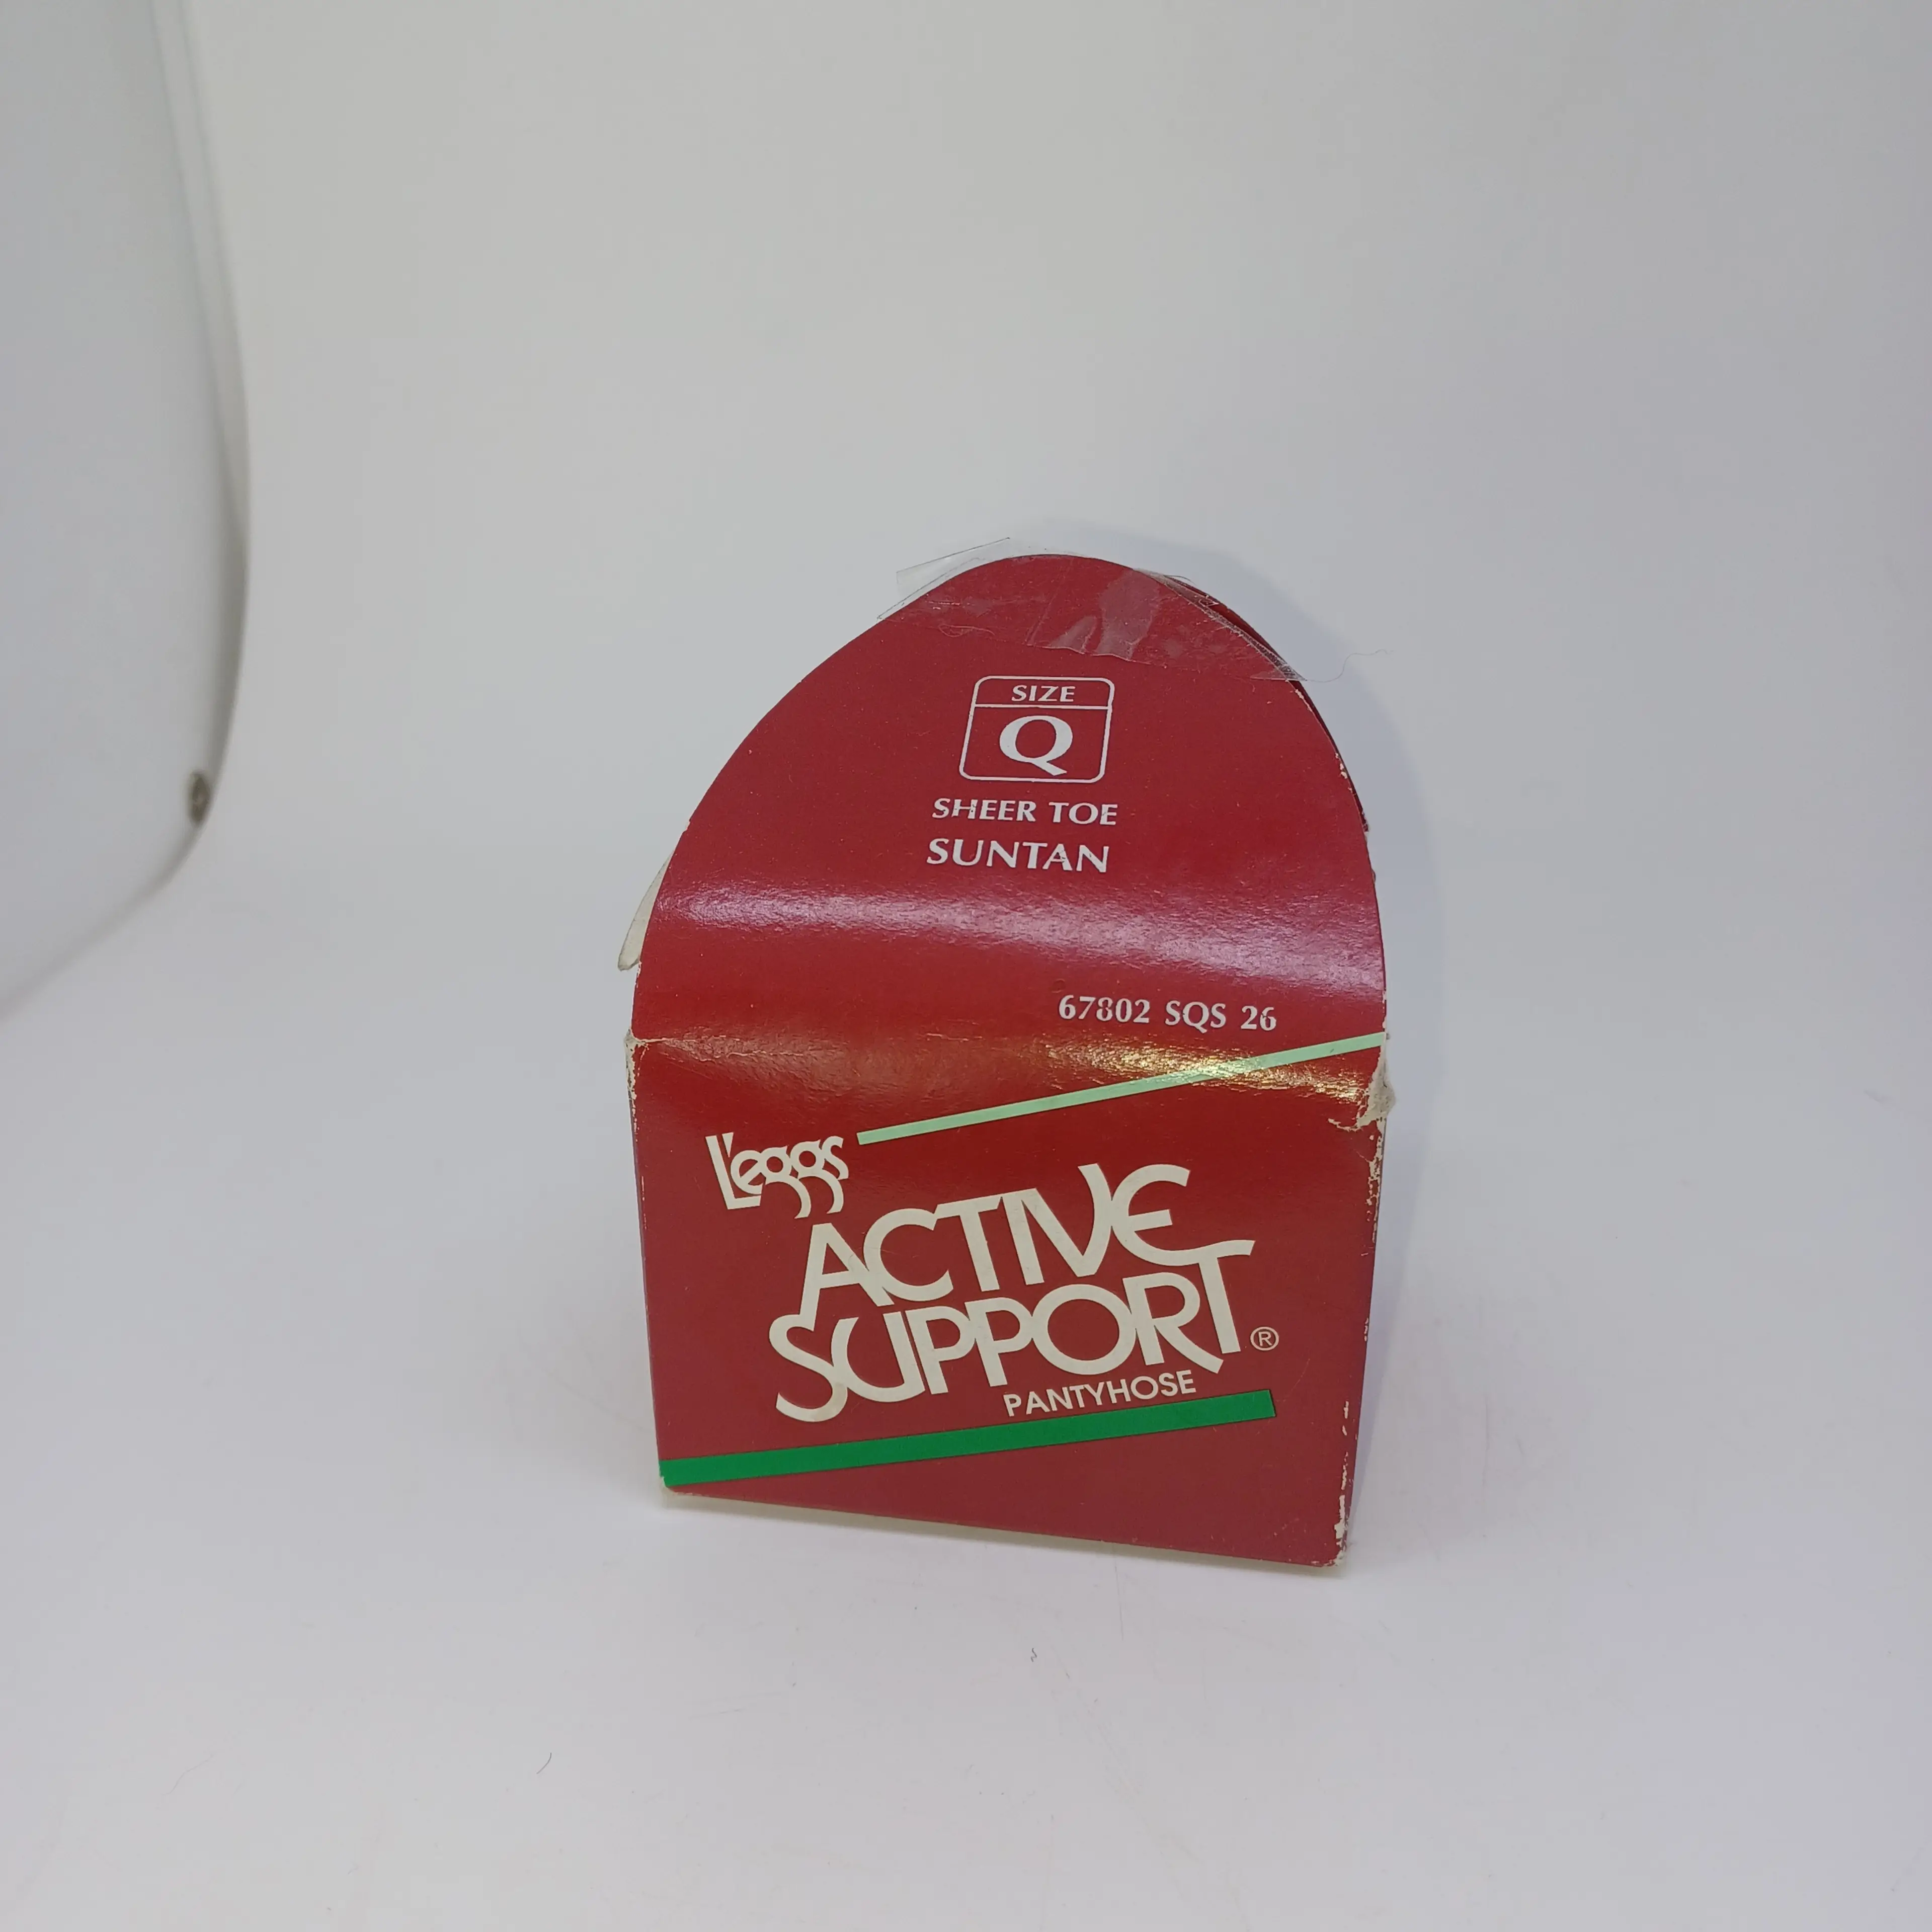 SIZE
Q
SHEER TOE
SUNTAN
67802 SQS 26
L'eggs
ACTIVE
SUPPORT®
PANTYHOSE